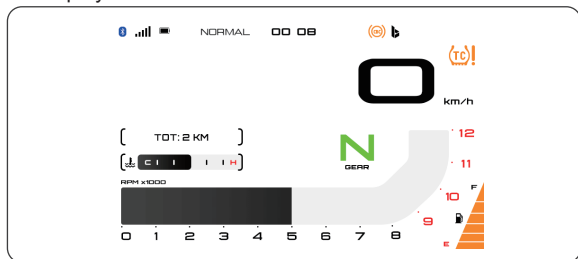 NORMAL 00 08 (ABS)
(TC)!
0
km/h
TOT: 2 KM
C H
N
GEAR
RPM x1000
12
11
10
9
F
E
0 1 2 3 4 5 6 7 8